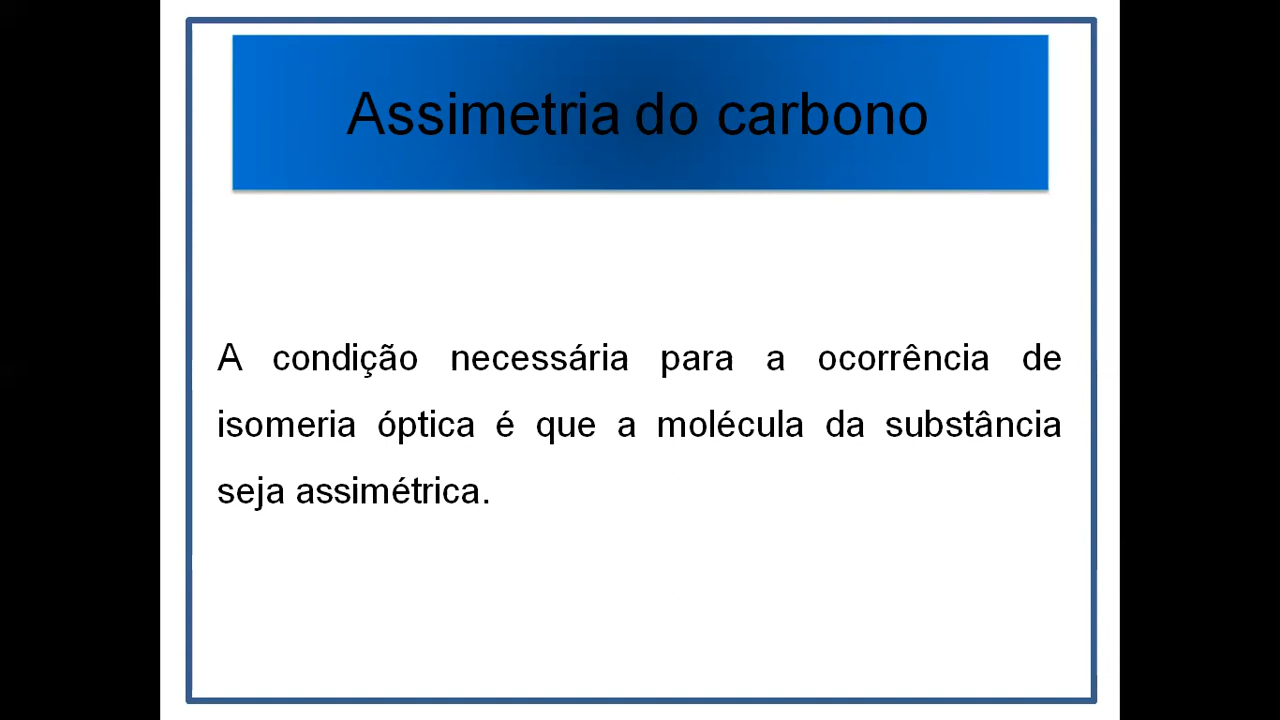 Assimetria do carbono
A condição necessária para a ocorrência de
isomeria óptica é que a molécula da substância
seja assimétrica.